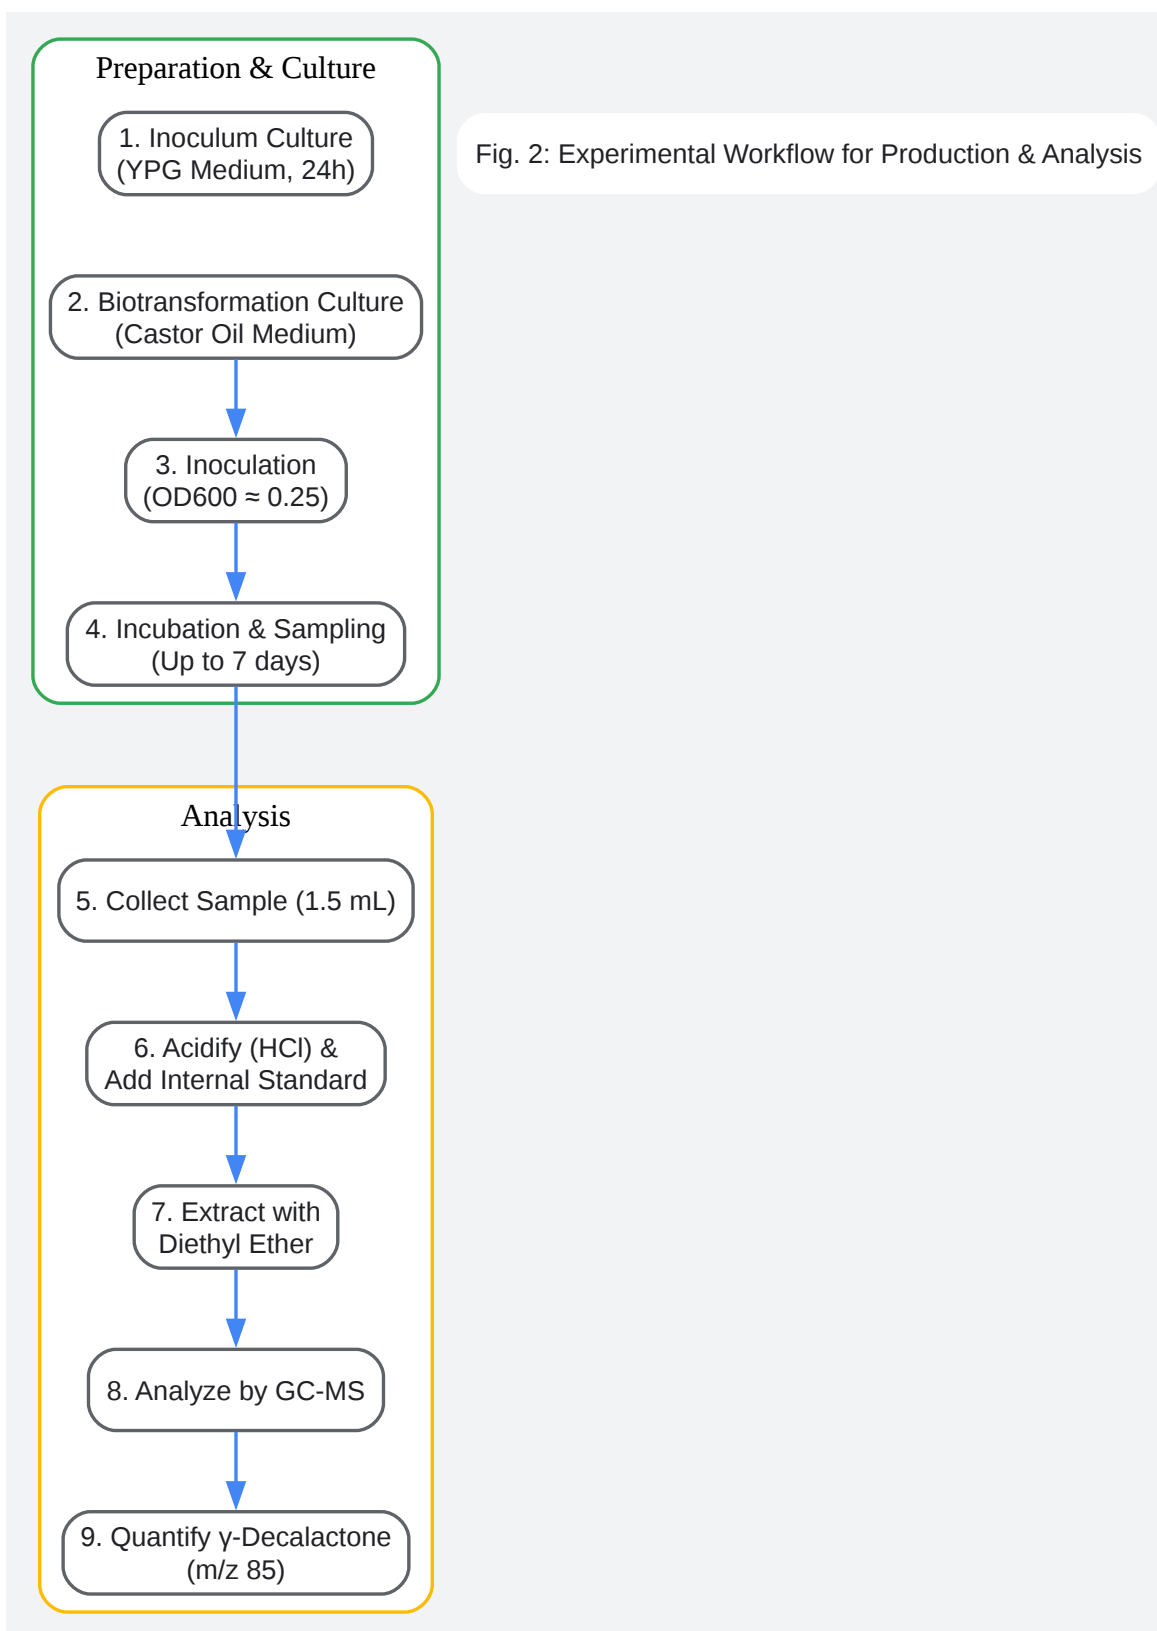 Preparation & Culture
1. Inoculum Culture
(YPG Medium, 24h)
Fig. 2: Experimental Workflow for Production & Analysis
2. Biotransformation Culture
(Castor Oil Medium)
3. Inoculation
(OD600 ≈ 0.25)
4. Incubation & Sampling
(Up to 7 days)
Analysis
5. Collect Sample (1.5 mL)
6. Acidify (HCl) &
Add Internal Standard
7. Extract with
Diethyl Ether
8. Analyze by GC-MS
9. Quantify γ-Decalactone
(m/z 85)